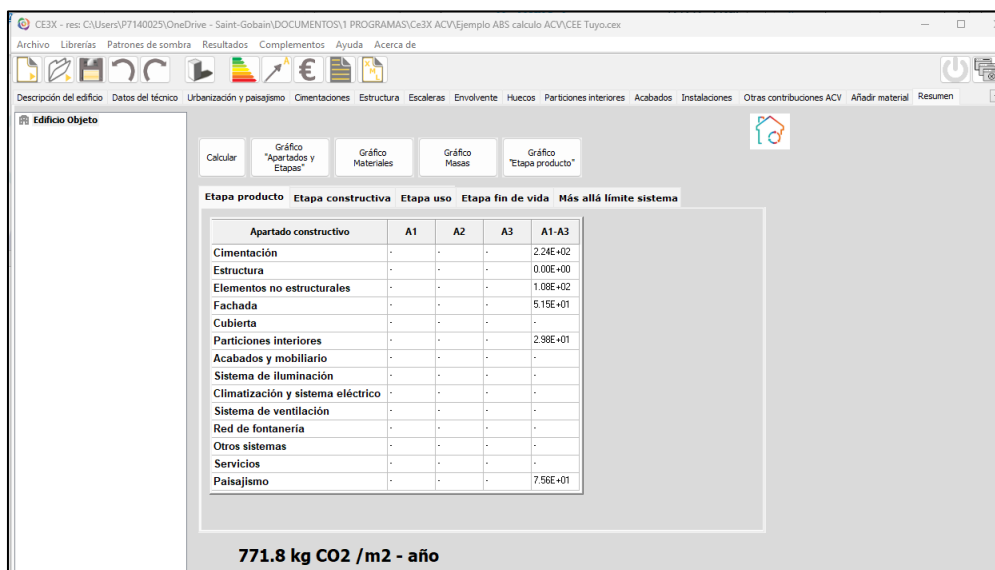 CE3X - res: C:\Users\P7140025\OneDrive - Saint-Gobain\DOCUMENTOS\1 PROGRAMAS\Ce3X ACV\Ejemplo ABS calculo ACV\CEE Tuyo.cex
Archivo Librerías Patrones de sombra Resultados Complementos Ayuda Acerca de
A € XML
Descripción del edificio Datos del técnico Urbanización y paisajismo Cimentaciones Estructura Escaleras Envolvente Huecos Particiones interiores Acabados Instalaciones Otras contribuciones ACV Añadir material Resumen
Edificio Objeto
Calcular Gráfico "Apartados y Etapas" Gráfico Materiales Gráfico Masas Gráfico "Etapa producto"
Etapa producto Etapa constructiva Etapa uso Etapa fin de vida Más allá límite sistema
Apartado constructivo A1 A2 A3 A1-A3
Cimentación - - - 2.24E+02
Estructura - - - 0.00E+00
Elementos no estructurales - - - 1.08E+02
Fachada - - - 5.15E+01
Cubierta - - - -
Particiones interiores - - - 2.98E+01
Acabados y mobiliario - - - -
Sistema de iluminación - - - -
Climatización y sistema eléctrico - - - -
Sistema de ventilación - - - -
Red de fontanería - - - -
Otros sistemas - - - -
Servicios - - - -
Paisajismo - - - 7.56E+01
771.8 kg CO2 /m2 - año